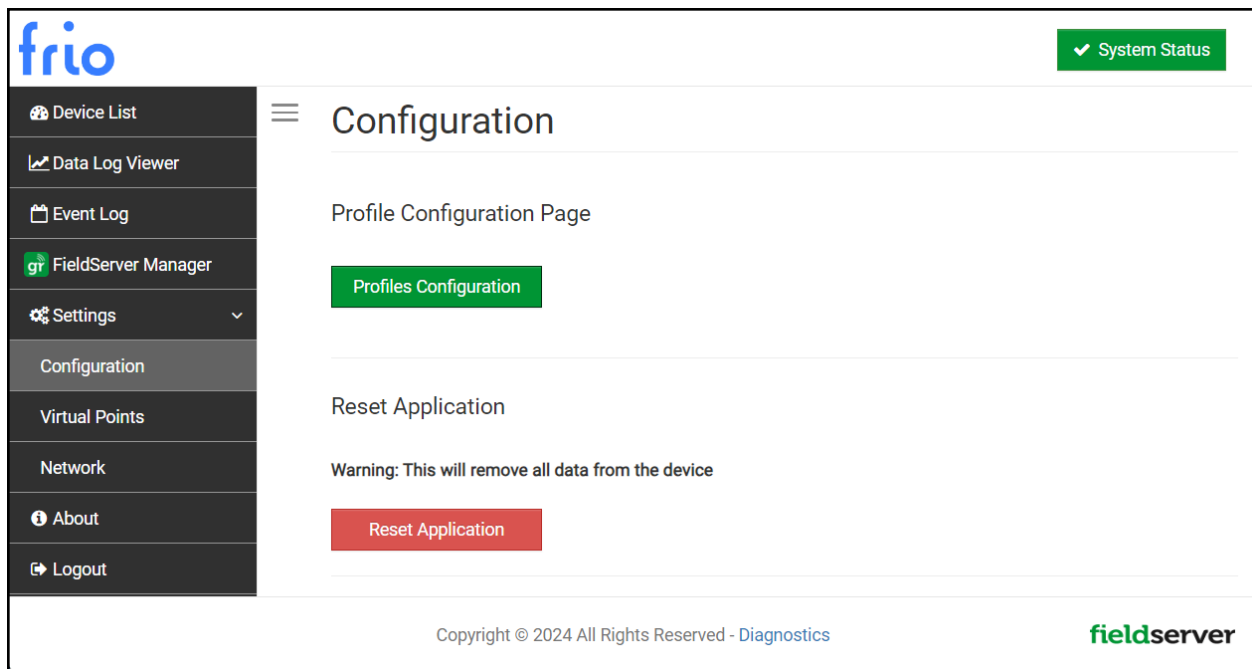 frio
System Status
Device List
Data Log Viewer
Event Log
gr FieldServer Manager
Settings
Configuration
Virtual Points
Network
About
Logout
Configuration
Profile Configuration Page
Profiles Configuration
Reset Application
Warning: This will remove all data from the device
Reset Application
Copyright © 2024 All Rights Reserved - Diagnostics
fieldserver